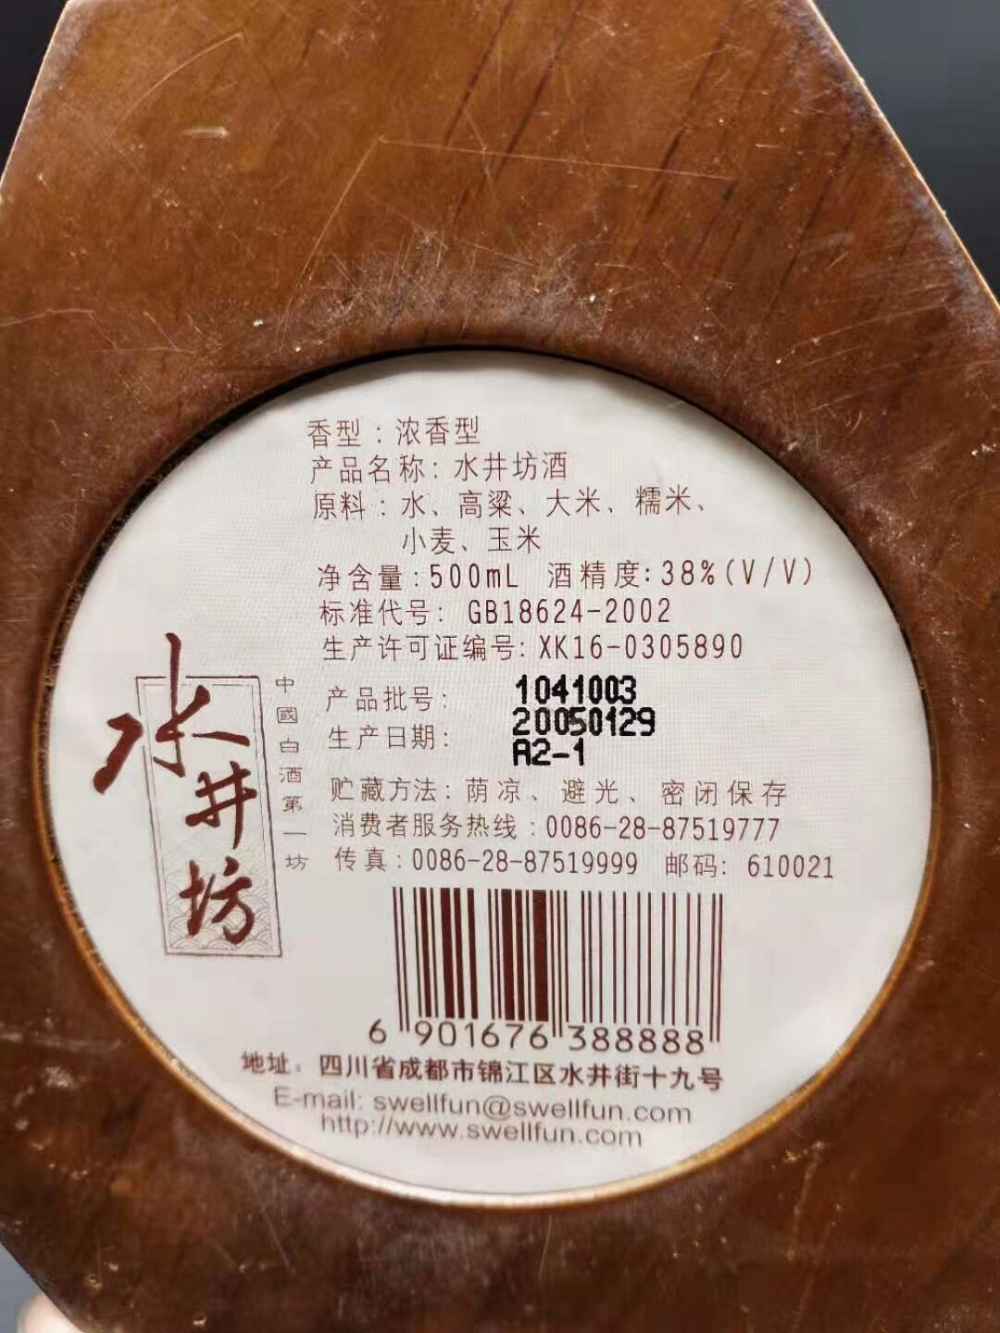 香型：浓香型
产品名称：水井坊酒
原料：水、高粱、大米、糯米、
小麦、玉米
净含量：500mL 酒精度：38%(V/V)
标准代号：GB18624-2002
生产许可证编号：XK16-0305890
产品批号： 1041003
生产日期： 20050129
A2-1
贮藏方法：荫凉、避光、密闭保存
消费者服务热线：0086-28-87519777
传真：0086-28-87519999 邮码：610021
水井坊
中國白酒第一坊
6 901676 388888
地址：四川省成都市锦江区水井街十九号
E-mail: swellfun@swellfun.com
http://www.swellfun.com